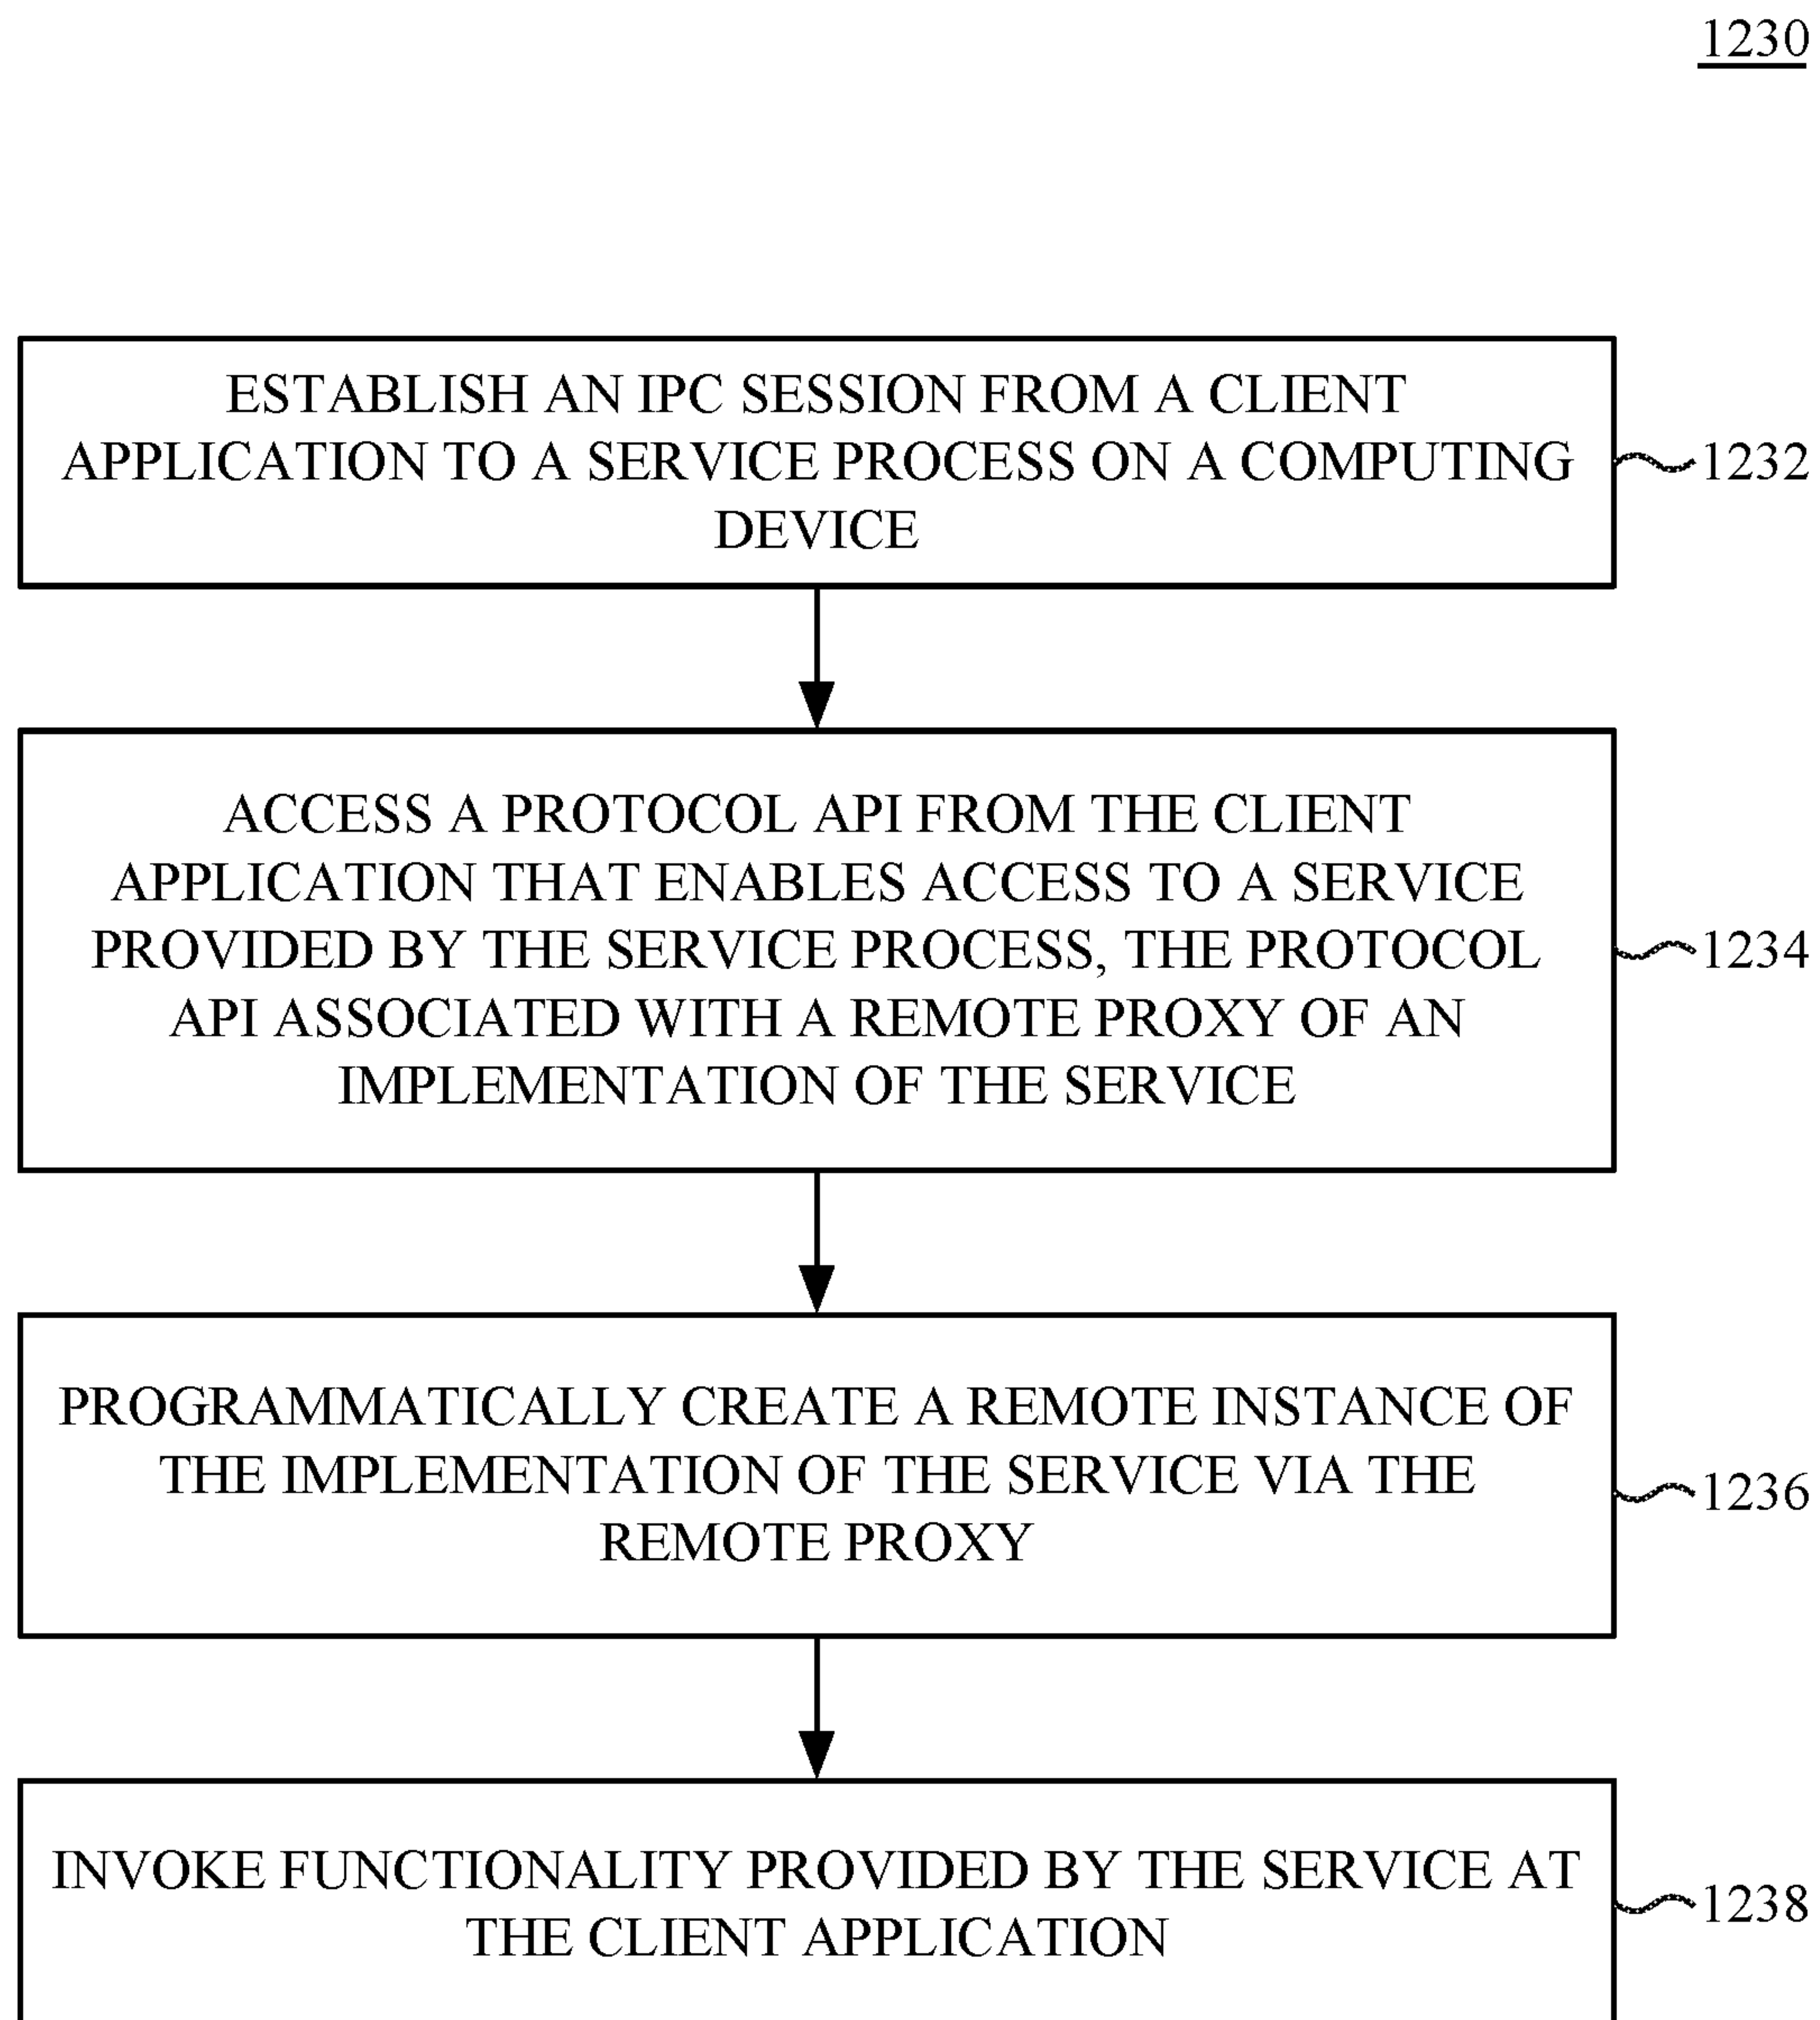 1230
ESTABLISH AN IPC SESSION FROM A CLIENT
APPLICATION TO A SERVICE PROCESS ON A COMPUTING
DEVICE
1232
ACCESS A PROTOCOL API FROM THE CLIENT
APPLICATION THAT ENABLES ACCESS TO A SERVICE
PROVIDED BY THE SERVICE PROCESS, THE PROTOCOL
API ASSOCIATED WITH A REMOTE PROXY OF AN
IMPLEMENTATION OF THE SERVICE
1234
PROGRAMMATICALLY CREATE A REMOTE INSTANCE OF
THE IMPLEMENTATION OF THE SERVICE VIA THE
REMOTE PROXY
1236
INVOKE FUNCTIONALITY PROVIDED BY THE SERVICE AT
THE CLIENT APPLICATION
1238